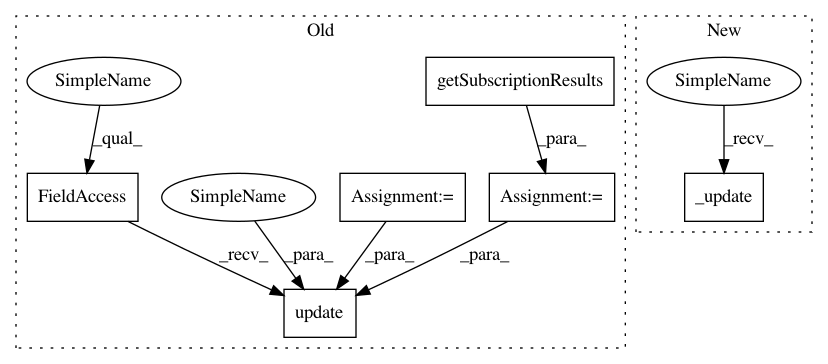 Old
New
SimpleName
getSubscriptionResults
SimpleName
_qual_
_para_
_recv_
FieldAccess
SimpleName
Assignment:=
Assignment:=
_update
_recv_
_para_
_para_
_para_
update